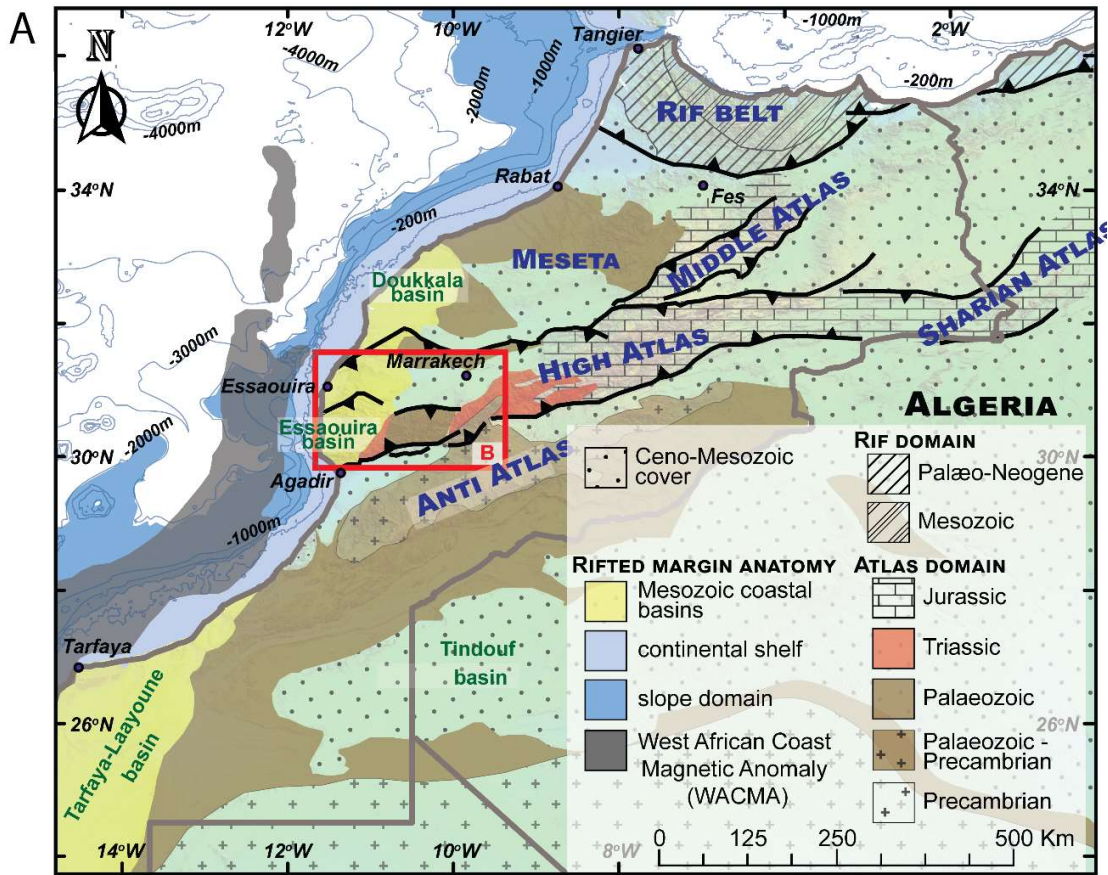 A
N
12°W
10°W
2°W
-4000m
-1000m
-2000m
-4000m
Tangier
-1000m
-200m
RIF BELT
34°N
Rabat
Fes
34°N
-200m
MESETA
MIDDLE ATLAS
Doukkala
basin
SHARIAN ATLAS
-3000m
Marrakech
HIGH ATLAS
Essaouira
ALGERIA
-2000m
Essaouira
basin
30°N
B
30°N
Agadir
ANTI ATLAS
-1000m
Tarfaya
Tindouf
basin
26°N
26°N
Tarfaya-Laayoune
basin
14°W
12°W
10°W
8°W
Ceno-Mesozoic
cover
RIF DOMAIN
Palæo-Neogene
Mesozoic
RIFTED MARGIN ANATOMY
Mesozoic coastal
basins
continental shelf
slope domain
West African Coast
Magnetic Anomaly
(WACMA)
ATLAS DOMAIN
Jurassic
Triassic
Palaeozoic
Palaeozoic -
Precambrian
Precambrian
0 125 250 500 Km